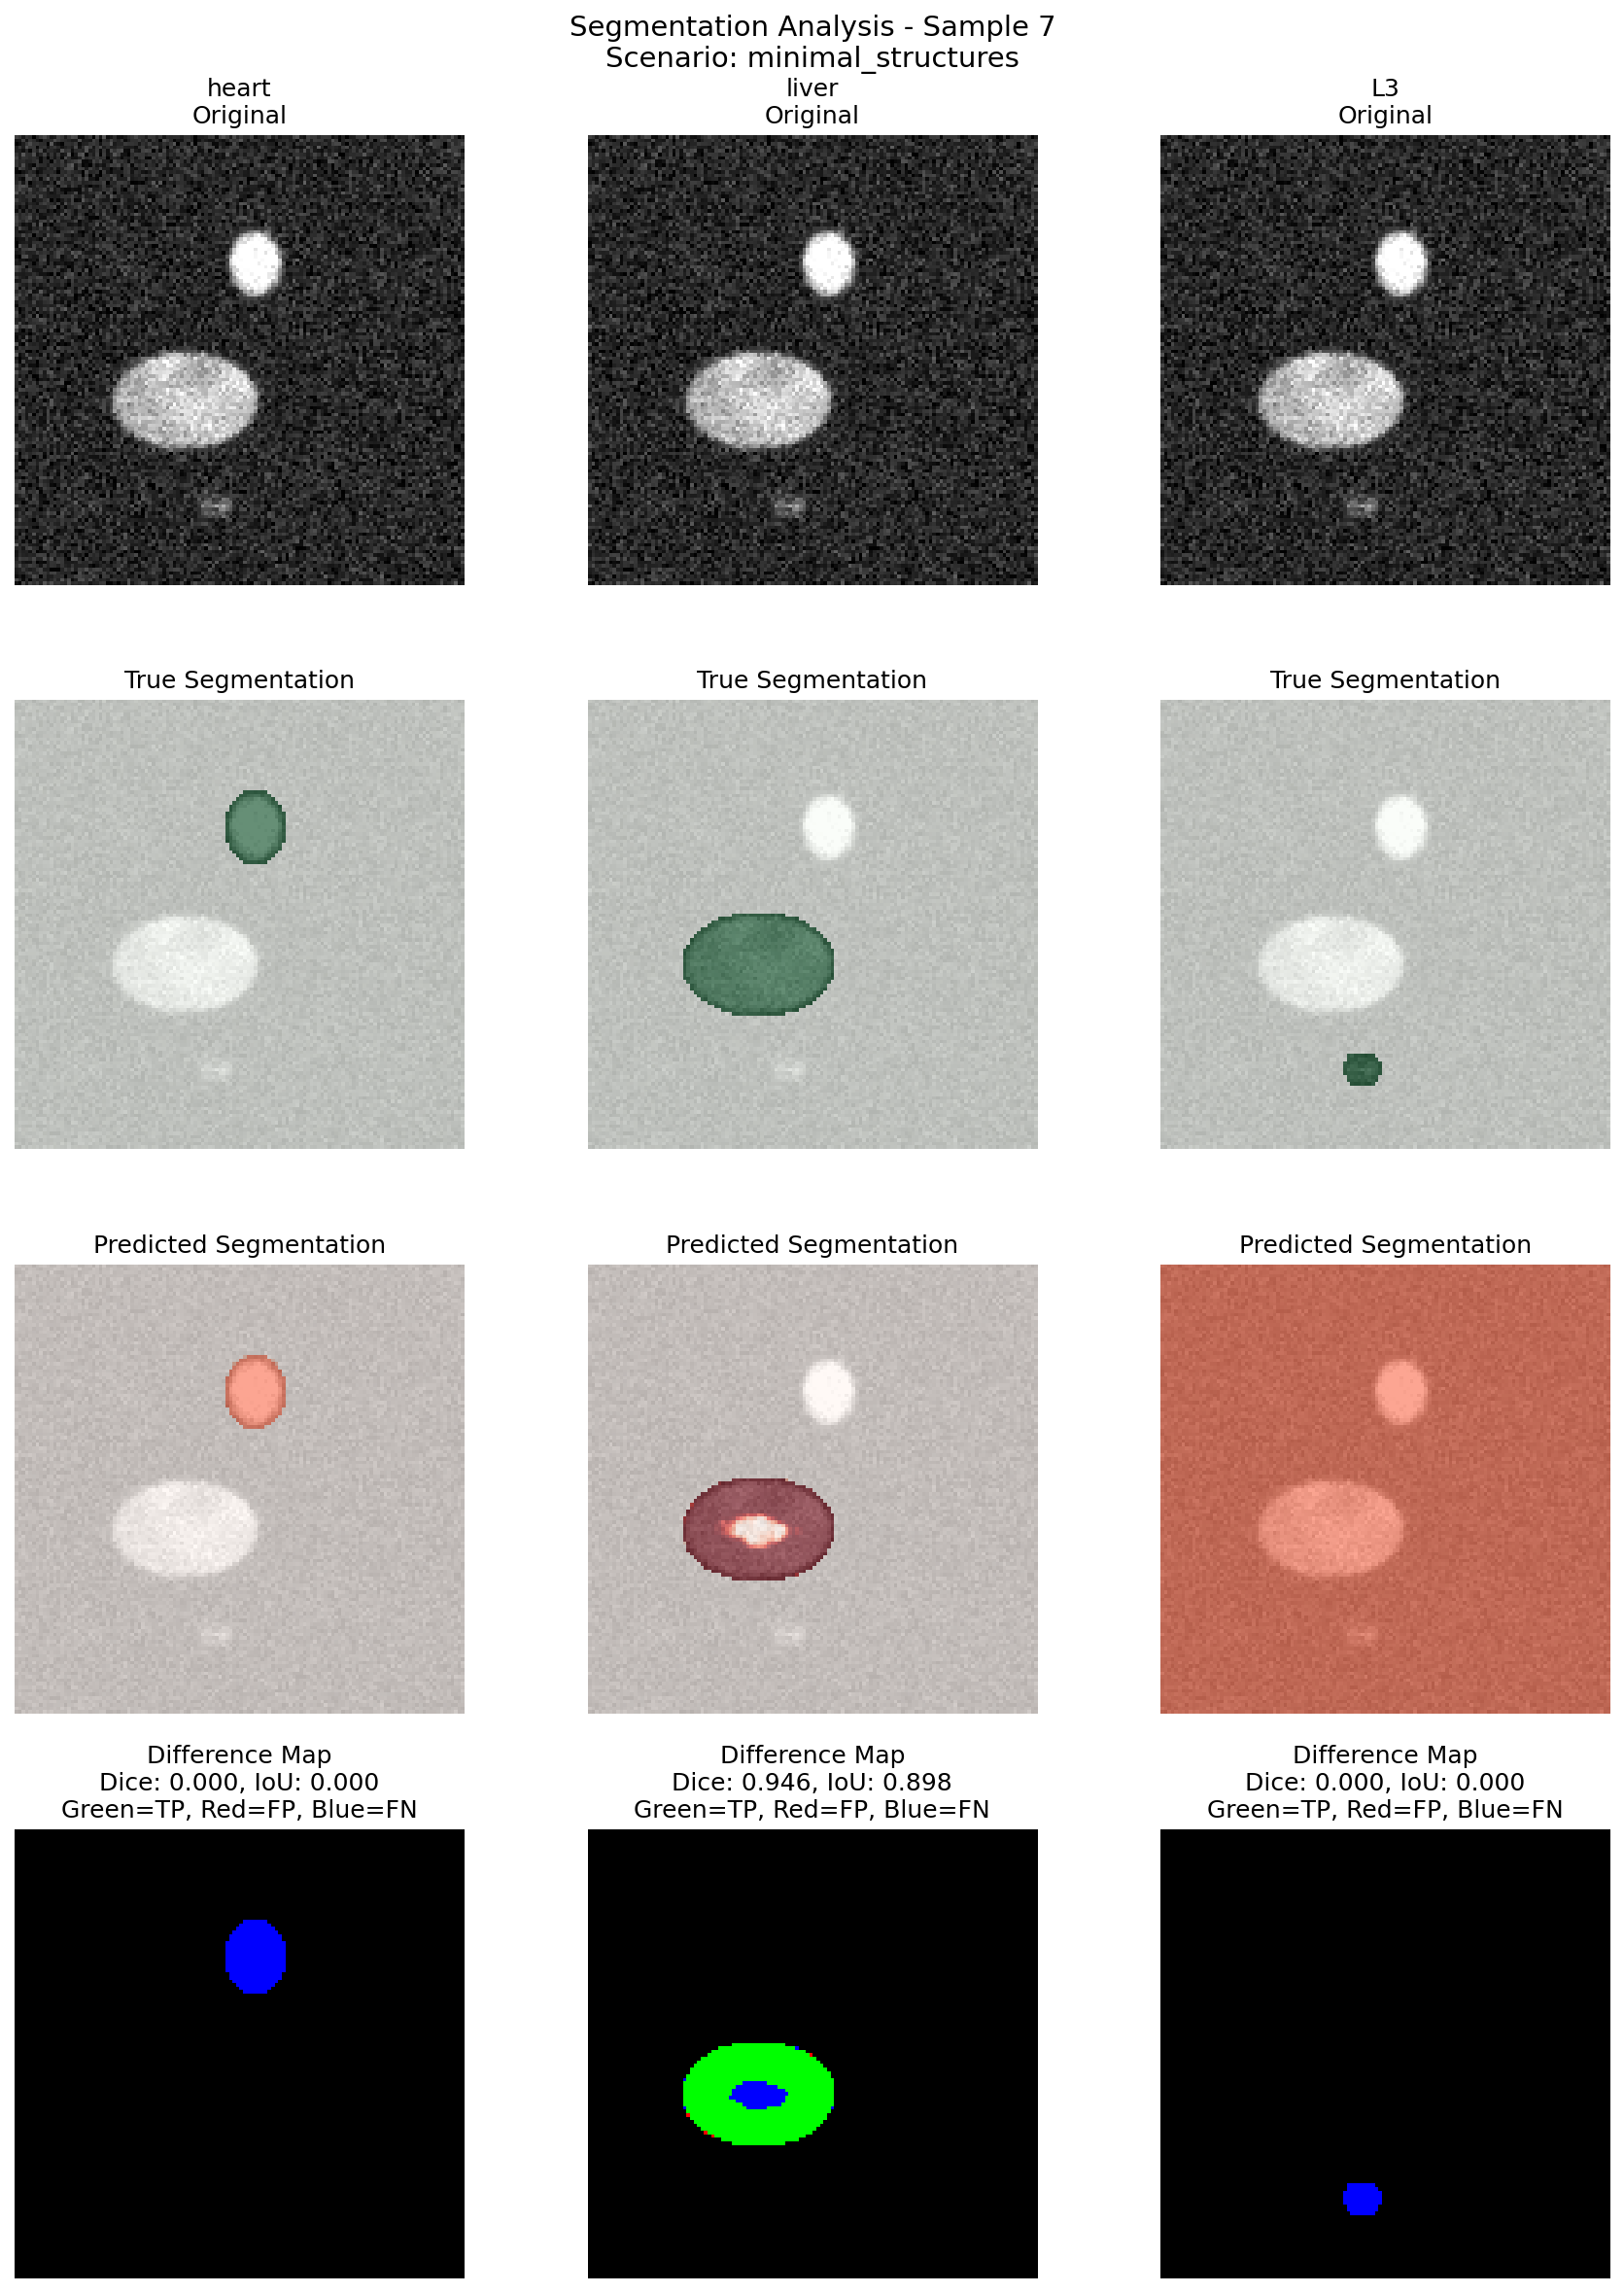 Segmentation Analysis - Sample 7
Scenario: minimal_structures
heart
Original
liver
Original
L3
Original
True Segmentation
True Segmentation
True Segmentation
Predicted Segmentation
Predicted Segmentation
Predicted Segmentation
Difference Map
Dice: 0.000, IoU: 0.000
Green=TP, Red=FP, Blue=FN
Difference Map
Dice: 0.946, IoU: 0.898
Green=TP, Red=FP, Blue=FN
Difference Map
Dice: 0.000, IoU: 0.000
Green=TP, Red=FP, Blue=FN